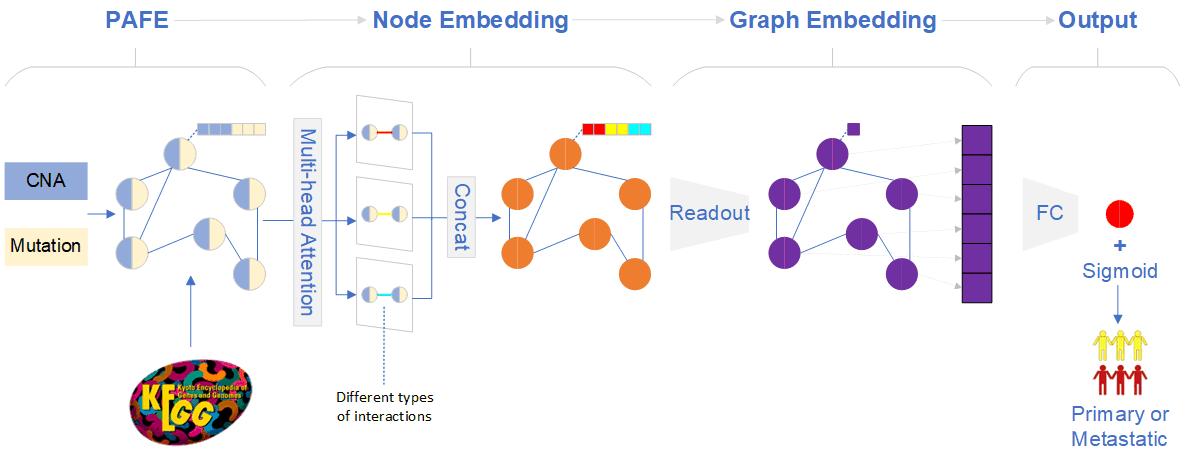 PAFE
Node Embedding
Graph Embedding
Output
CNA
Mutation
Multi-head Attention
Concat
Readout
FC
+
Sigmoid
KEGG
Kyoto Encyclopedia of
Genes and Genomes
Different types
of interactions
Primary or
Metastatic